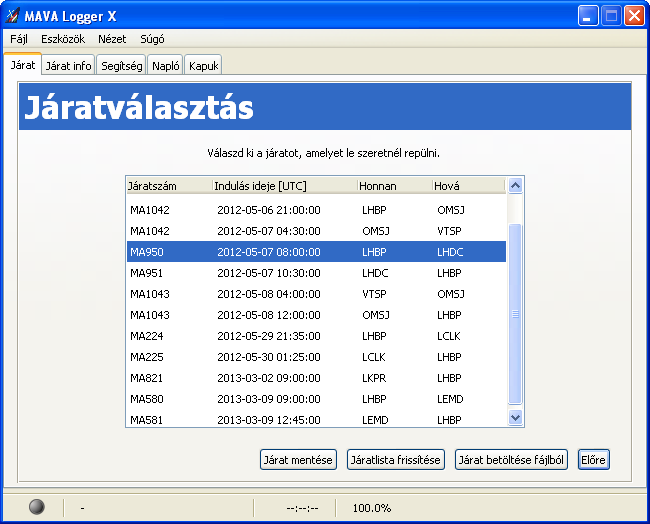 MAVA Logger X
Fájl Eszközök Nézet Súgó
Járat Járat info Segítség Napló Kapuk
Járatválasztás
Válaszd ki a járatot, amelyet le szeretnél repülni.
Járatszám Indulás ideje [UTC] Honnan Hová
MA1042 2012-05-06 21:00:00 LHBP OMSJ
MA1042 2012-05-07 04:30:00 OMSJ VTSP
MA950 2012-05-07 08:00:00 LHBP LHDC
MA951 2012-05-07 10:30:00 LHDC LHBP
MA1043 2012-05-08 04:00:00 VTSP OMSJ
MA1043 2012-05-08 12:00:00 OMSJ LHBP
MA224 2012-05-29 21:35:00 LHBP LCLK
MA225 2012-05-30 01:25:00 LCLK LHBP
MA821 2013-03-02 09:00:00 LKPR LHBP
MA580 2013-03-09 09:00:00 LHBP LEMD
MA581 2013-03-09 12:45:00 LEMD LHBP
Járat mentése Járatlista frissítése Járat betöltése fájlból Előre
- --:--:-- 100.0%